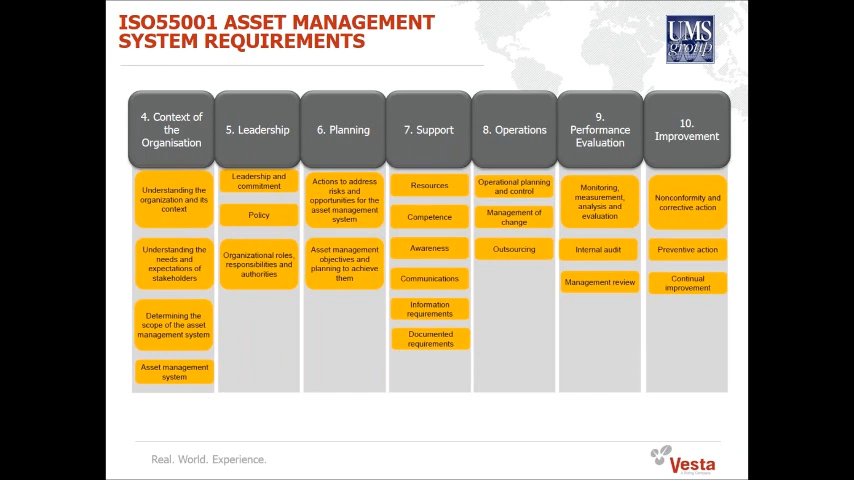 ISO55001 ASSET MANAGEMENT
SYSTEM REQUIREMENTS
UMS
group
4. Context of
the
Organisation
Understanding the
organization and its
context
Understanding the
needs and
expectations of
stakeholders
Determining the
scope of the asset
management system
Asset management
system
5. Leadership
Leadership and
commitment
Policy
Organizational roles,
responsibilities and
authorities
6. Planning
Actions to address
risks and
opportunities for the
asset management
system
Asset management
objectives and
planning to achieve
them
7. Support
Resources
Competence
Awareness
Communications
Information
requirements
Documented
requirements
8. Operations
Operational planning
and control
Management of
change
Outsourcing
9.
Performance
Evaluation
Monitoring,
measurement,
analysis and
evaluation
Internal audit
Management review
10.
Improvement
Nonconformity and
corrective action
Preventive action
Continual
improvement
Real. World. Experience.
Vesta